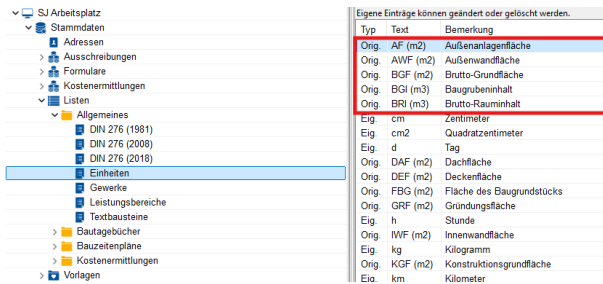 SJ Arbeitsplatz
Stammdaten
Adressen
Ausschreibungen
Formulare
Kostenermittlungen
Listen
Allgemeines
DIN 276 (1981)
DIN 276 (2008)
DIN 276 (2018)
Einheiten
Gewerke
Leistungsbereiche
Textbausteine
Bautagebücher
Bauzeitenpläne
Kostenermittlungen
Vorlagen
Eigene Einträge können geändert oder gelöscht werden.
Typ Text Bemerkung
Orig. AF (m2) Außenanlagenfläche
Orig. AWF (m2) Außenwandfläche
Orig. BGF (m2) Brutto-Grundfläche
Orig. BGI (m3) Baugrubeninhalt
Orig. BRI (m3) Brutto-Rauminhalt
Eig. cm Zentimeter
Eig. cm2 Quadratzentimeter
Eig. d Tag
Orig. DAF (m2) Dachfläche
Orig. DEF (m2) Deckenfläche
Orig. FBG (m2) Fläche des Baugrundstücks
Orig. GRF (m2) Gründungsfläche
Eig. h Stunde
Orig. IWF (m2) Innenwandfläche
Eig. kg Kilogramm
Orig. KGF (m2) Konstruktionsgrundfläche
Eig. km Kilometer